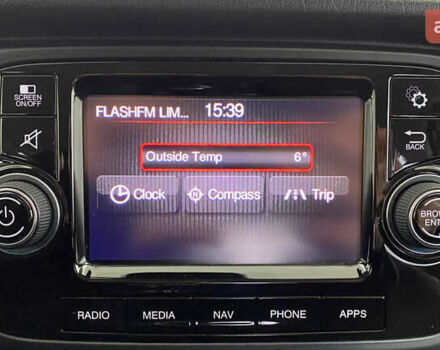 SCREEN
ON/OFF
FLASHFM LIM... 15:39
BACK
Outside Temp 6°
Clock Compass Trip
N
RADIO MEDIA NAV PHONE APPS